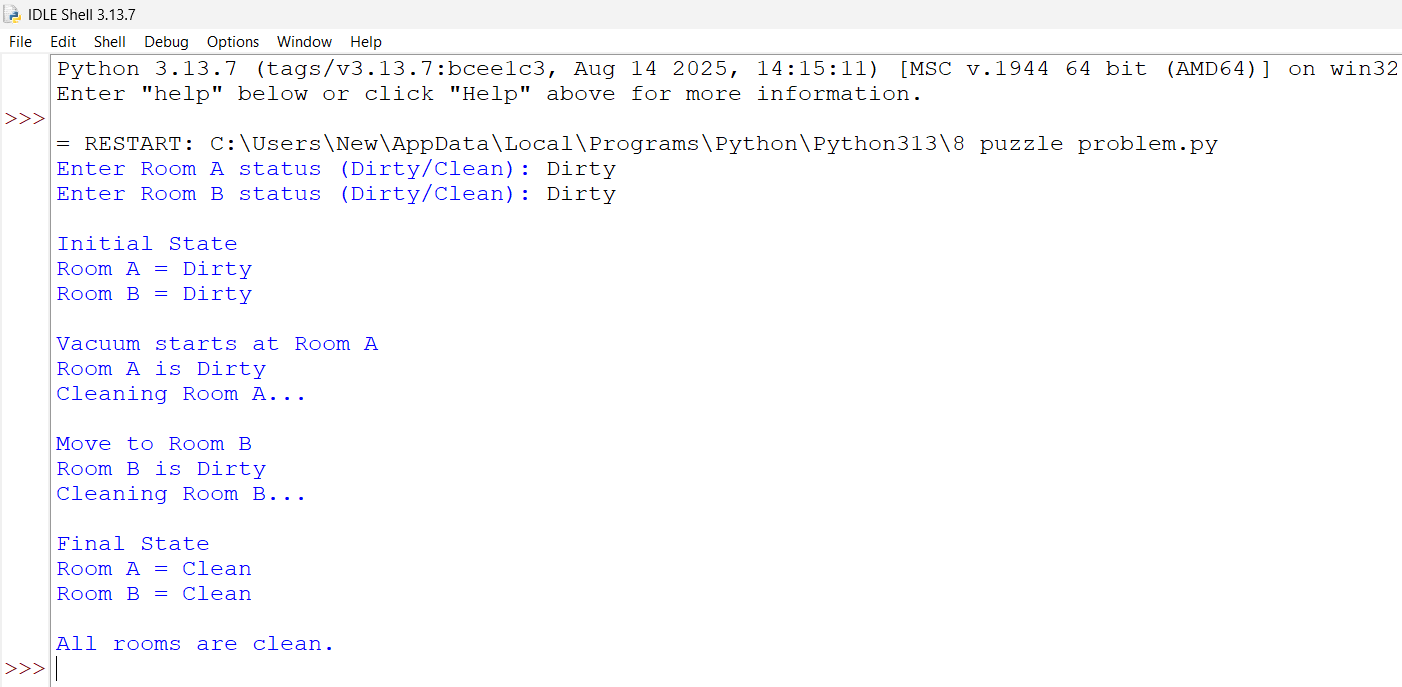 IDLE Shell 3.13.7
File Edit Shell Debug Options Window Help
Python 3.13.7 (tags/v3.13.7:bcee1c3, Aug 14 2025, 14:15:11) [MSC v.1944 64 bit (AMD64)] on win32
Enter "help" below or click "Help" above for more information.
>>>
= RESTART: C:\Users\New\AppData\Local\Programs\Python\Python313\8 puzzle problem.py
Enter Room A status (Dirty/Clean): Dirty
Enter Room B status (Dirty/Clean): Dirty
Initial State
Room A = Dirty
Room B = Dirty
Vacuum starts at Room A
Room A is Dirty
Cleaning Room A...
Move to Room B
Room B is Dirty
Cleaning Room B...
Final State
Room A = Clean
Room B = Clean
All rooms are clean.
>>>